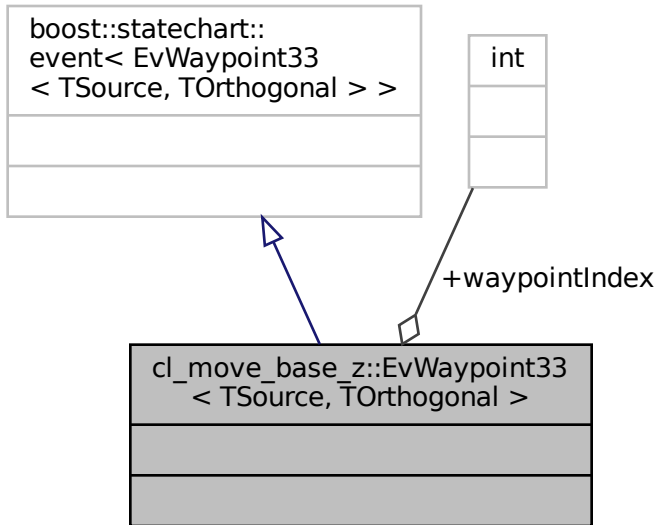 boost::statechart::
event< EvWaypoint33
< TSource, TOrthogonal > >
int
+waypointIndex
cl_move_base_z::EvWaypoint33
< TSource, TOrthogonal >